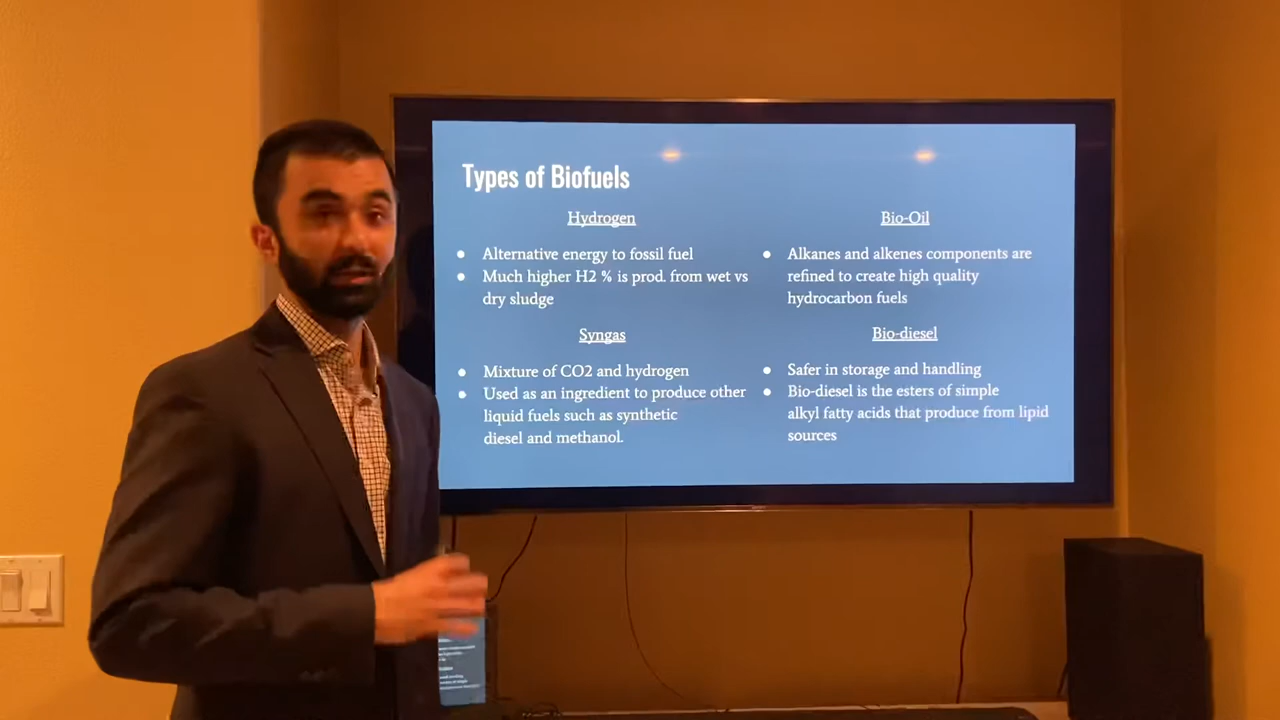 Types of Biofuels
Hydrogen
● Alternative energy to fossil fuel
● Much higher H2 % is prod. from wet vs
dry sludge
Syngas
● Mixture of CO2 and hydrogen
● Used as an ingredient to produce other
liquid fuels such as synthetic
diesel and methanol.
Bio-Oil
● Alkanes and alkenes components are
refined to create high quality
hydrocarbon fuels
Bio-diesel
● Safer in storage and handling
● Bio-diesel is the esters of simple
alkyl fatty acids that produce from lipid
sources